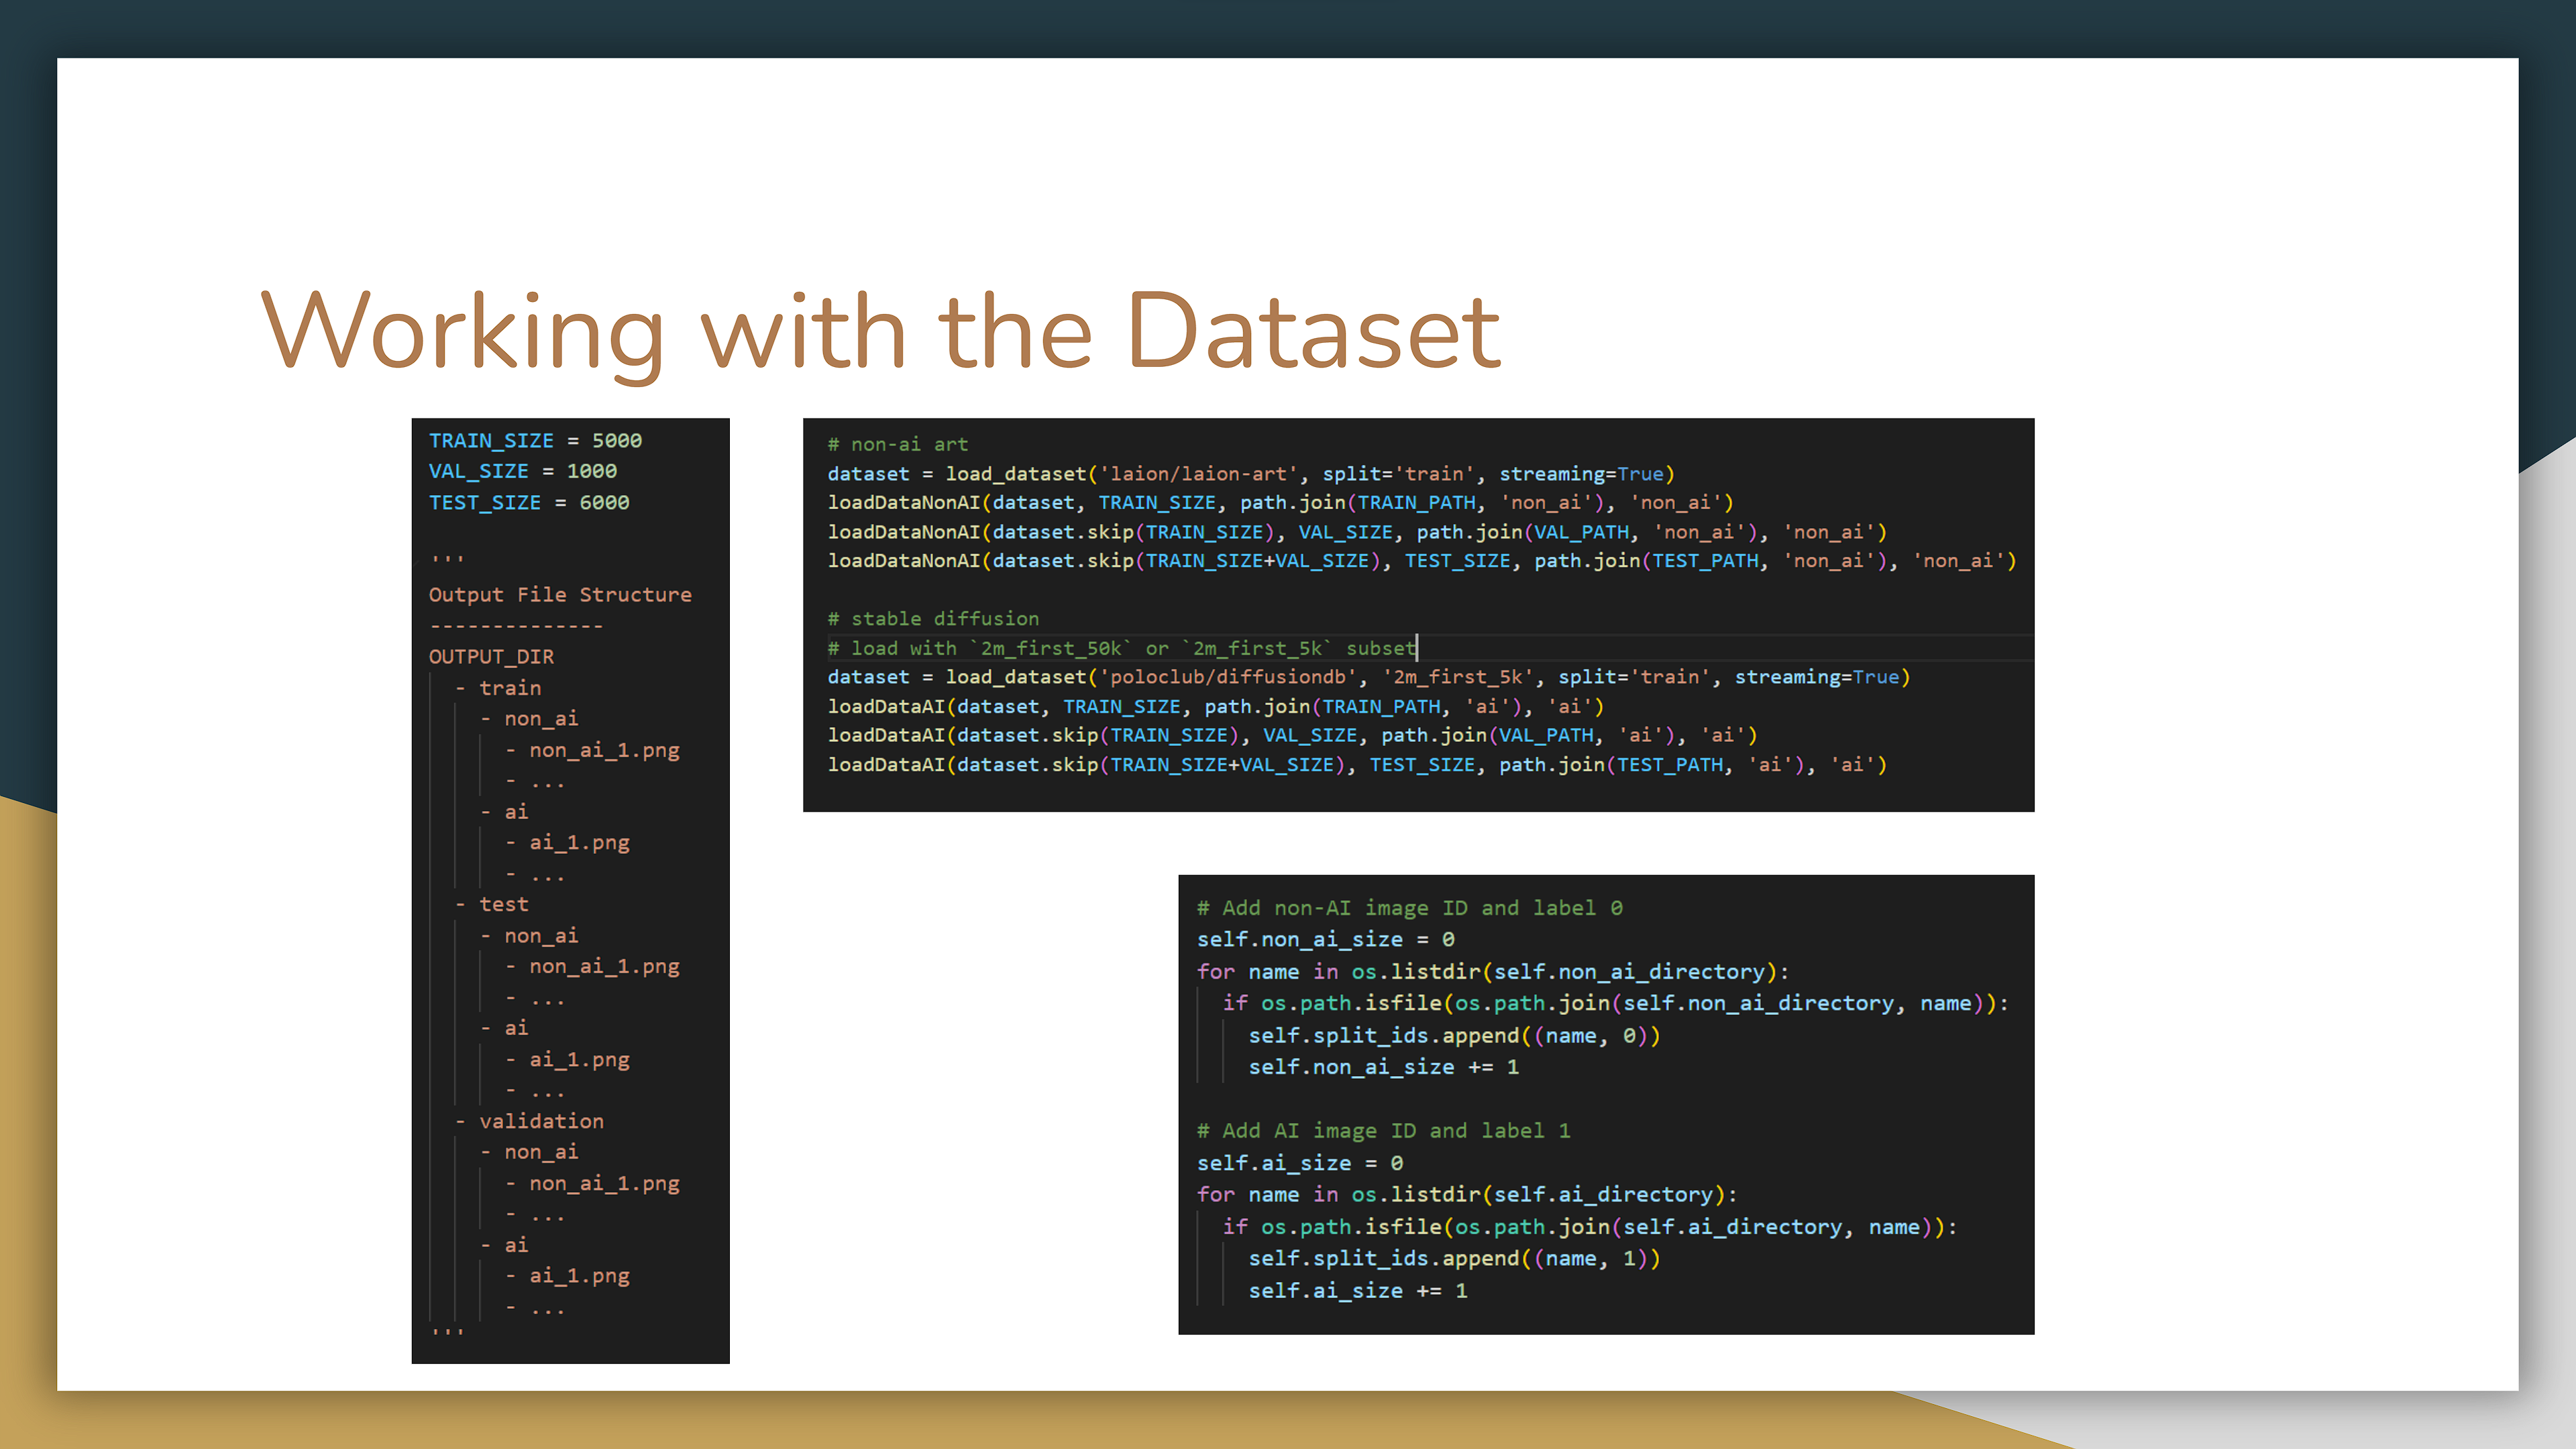 Working with the Dataset
TRAIN_SIZE = 5000
VAL_SIZE = 1000
TEST_SIZE = 6000
'''
Output File Structure
--------------
OUTPUT_DIR
- train
- non_ai
- non_ai_1.png
- ...
- ai
- ai_1.png
- ...
- test
- non_ai
- non_ai_1.png
- ...
- ai
- ai_1.png
- ...
- validation
- non_ai
- non_ai_1.png
- ...
- ai
- ai_1.png
- ...
'''
# non-ai art
dataset = load_dataset('laion/laion-art', split='train', streaming=True)
loadDataNonAI(dataset, TRAIN_SIZE, path.join(TRAIN_PATH, 'non_ai'), 'non_ai')
loadDataNonAI(dataset.skip(TRAIN_SIZE), VAL_SIZE, path.join(VAL_PATH, 'non_ai'), 'non_ai')
loadDataNonAI(dataset.skip(TRAIN_SIZE+VAL_SIZE), TEST_SIZE, path.join(TEST_PATH, 'non_ai'), 'non_ai')
# stable diffusion
# load with `2m_first_50k` or `2m_first_5k` subset
dataset = load_dataset('poloclub/diffusiondb', '2m_first_5k', split='train', streaming=True)
loadDataAI(dataset, TRAIN_SIZE, path.join(TRAIN_PATH, 'ai'), 'ai')
loadDataAI(dataset.skip(TRAIN_SIZE), VAL_SIZE, path.join(VAL_PATH, 'ai'), 'ai')
loadDataAI(dataset.skip(TRAIN_SIZE+VAL_SIZE), TEST_SIZE, path.join(TEST_PATH, 'ai'), 'ai')
# Add non-AI image ID and label 0
self.non_ai_size = 0
for name in os.listdir(self.non_ai_directory):
if os.path.isfile(os.path.join(self.non_ai_directory, name)):
self.split_ids.append((name, 0))
self.non_ai_size += 1
# Add AI image ID and label 1
self.ai_size = 0
for name in os.listdir(self.ai_directory):
if os.path.isfile(os.path.join(self.ai_directory, name)):
self.split_ids.append((name, 1))
self.ai_size += 1